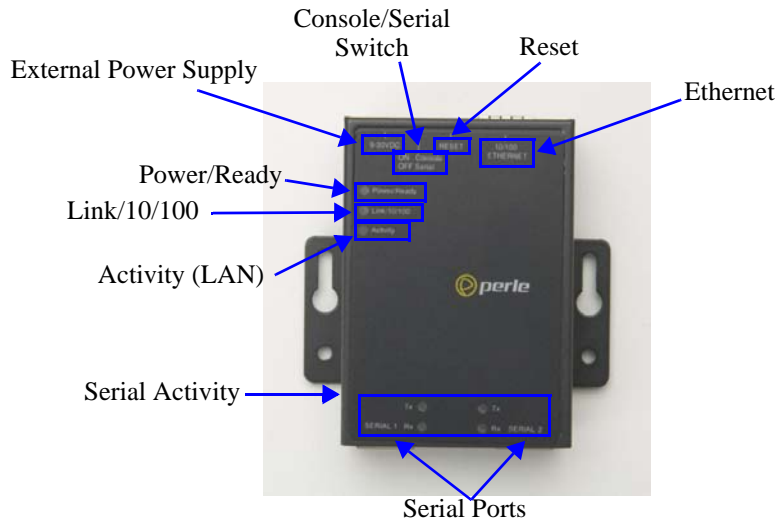 Console/Serial
Switch
Reset
External Power Supply
Ethernet
9-30VDC
RESET
10/100
ETHERNET
ON - Console
OFF Serial
Power/Ready
Power/Ready
Link/10/100
Link/10/100
Activity
Activity (LAN)
perle
Serial Activity
Tx
Tx
SERIAL 1 Rx
Rx SERIAL 2
Serial Ports